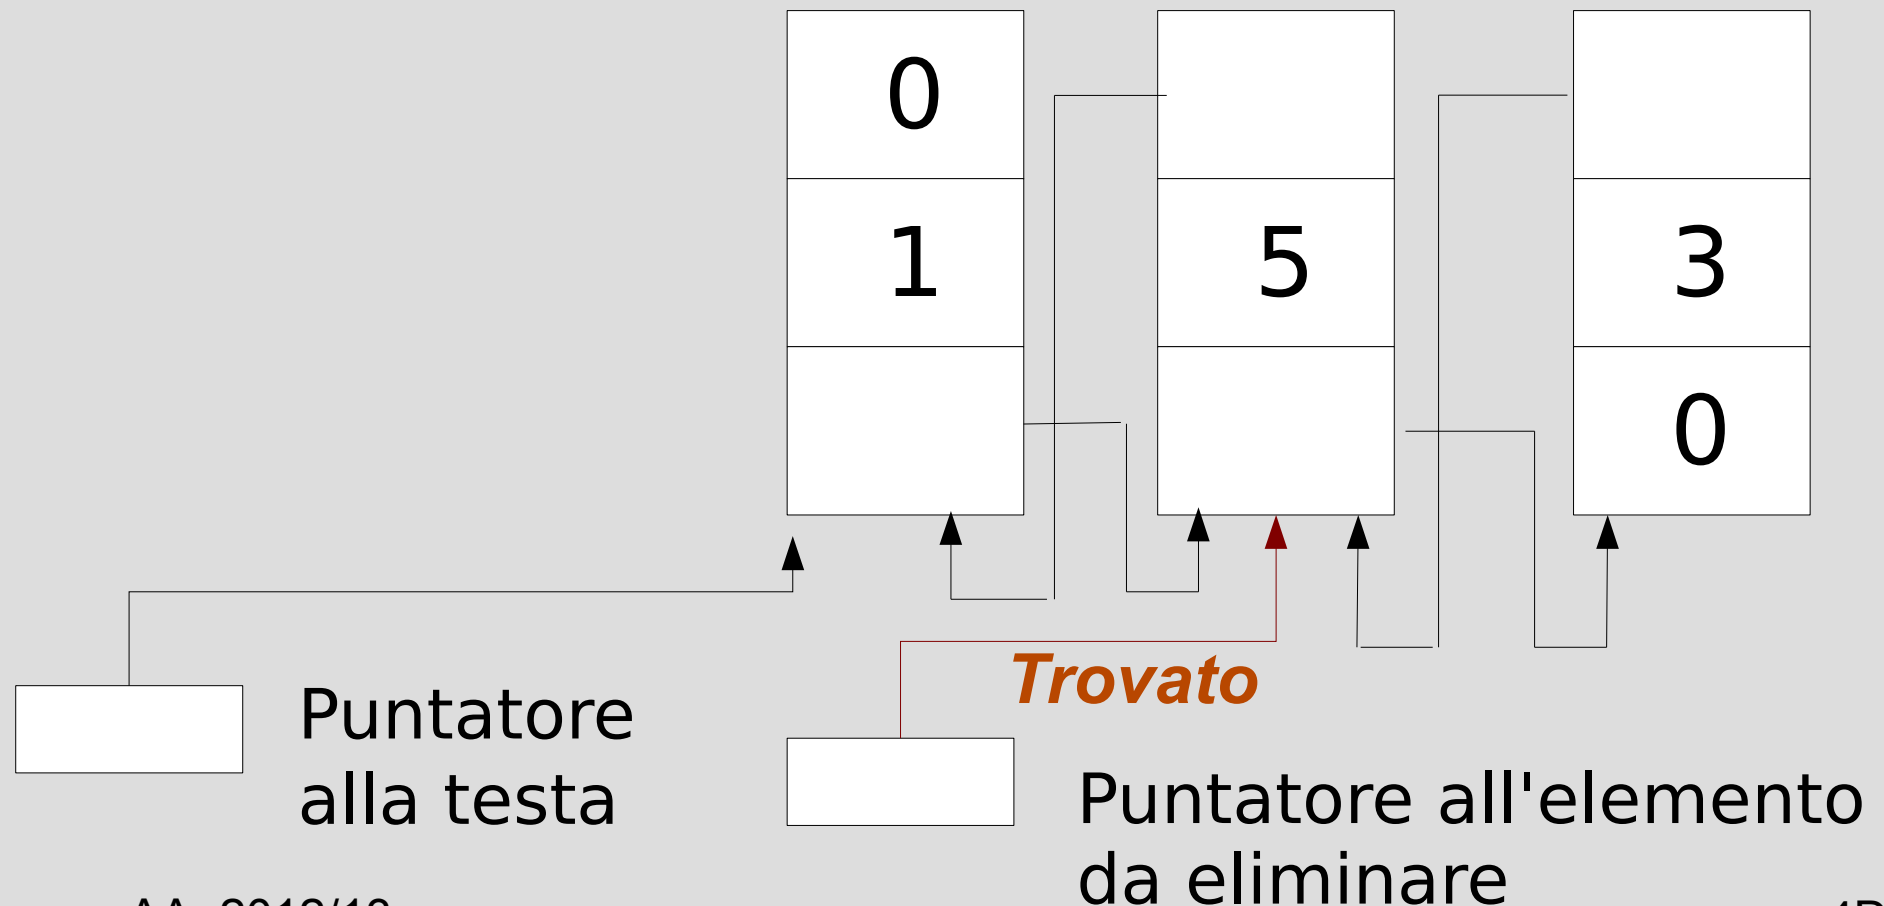 0
1 5 3
0
Trovato
Puntatore
alla testa
Puntatore all'elemento
da eliminare